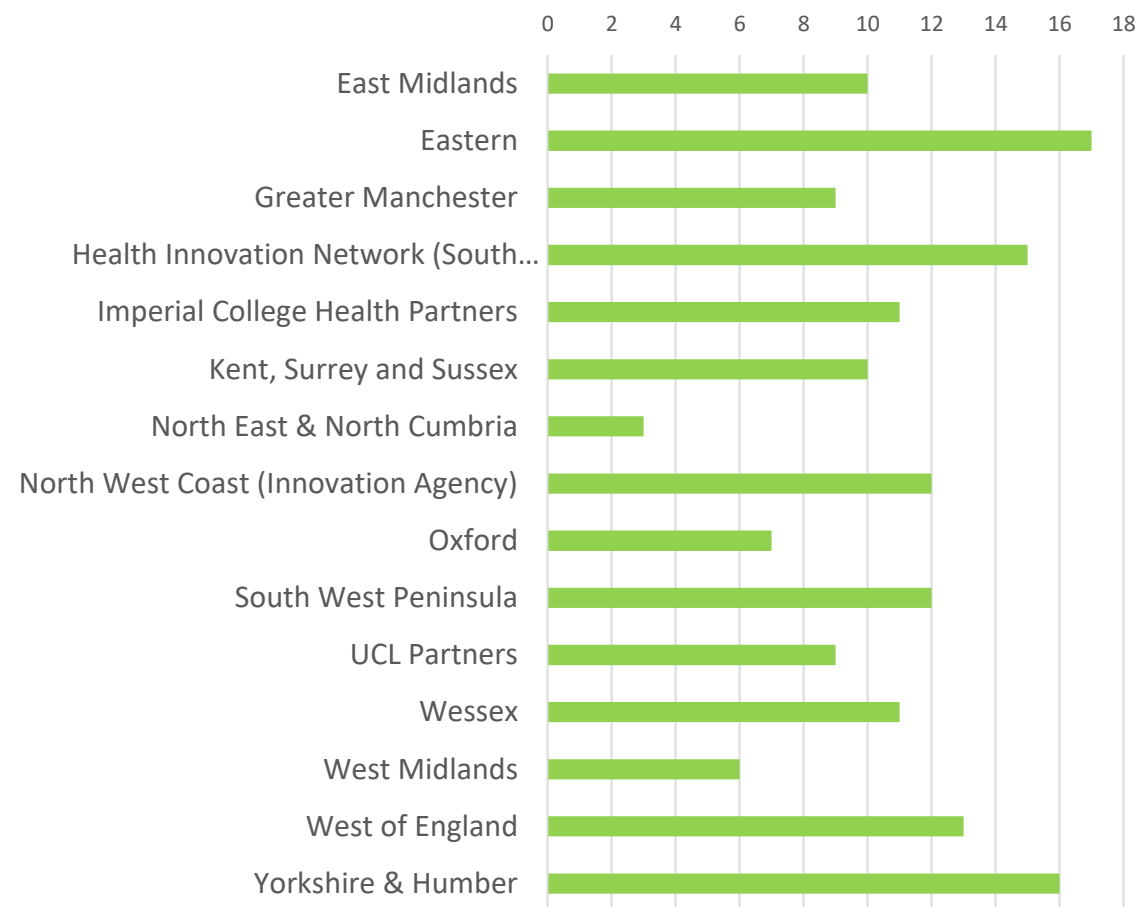 0 2 4 6 8 10 12 14 16 18
East Midlands
Eastern
Greater Manchester
Health Innovation Network (South...
Imperial College Health Partners
Kent, Surrey and Sussex
North East & North Cumbria
North West Coast (Innovation Agency)
Oxford
South West Peninsula
UCL Partners
Wessex
West Midlands
West of England
Yorkshire & Humber